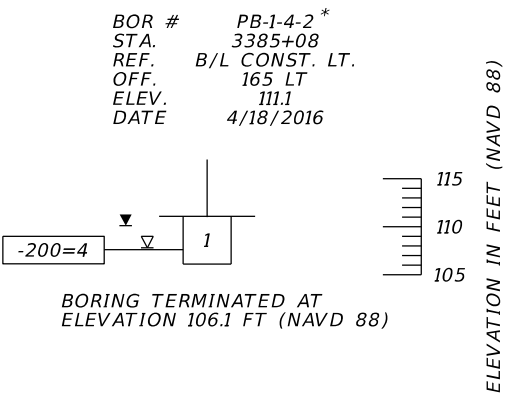 BOR # PB-1-4-2 *
STA. 3385+08
REF. B/L CONST. LT.
OFF. 165 LT
ELEV. 111.1
DATE 4/18/2016
115
110
105
1
-200=4
BORING TERMINATED AT
ELEVATION 106.1 FT (NAVD 88)
ELEVATION IN FEET (NAVD 88)